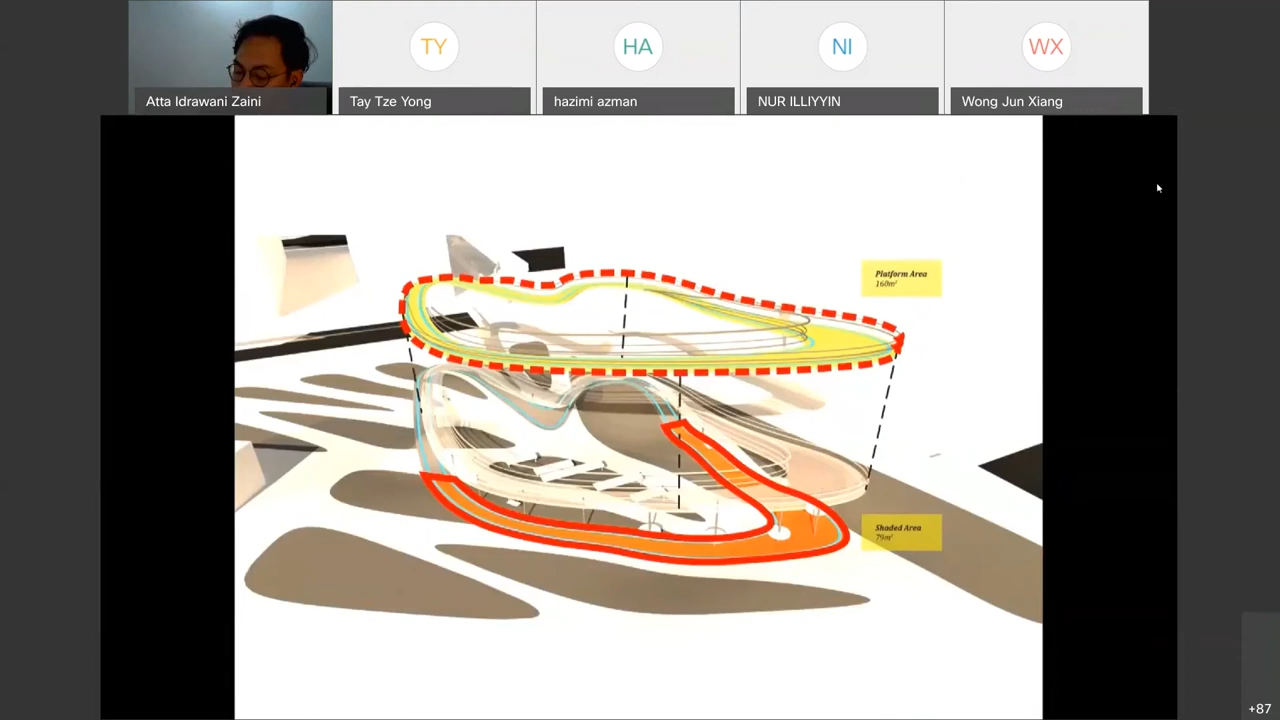 TY
HA
NI
WX
Atta Idrawani Zaini
Tay Tze Yong
hazimi azman
NUR ILLIYYIN
Wong Jun Xiang
Platform Area
160m²
Shaded Area
79m²
+87